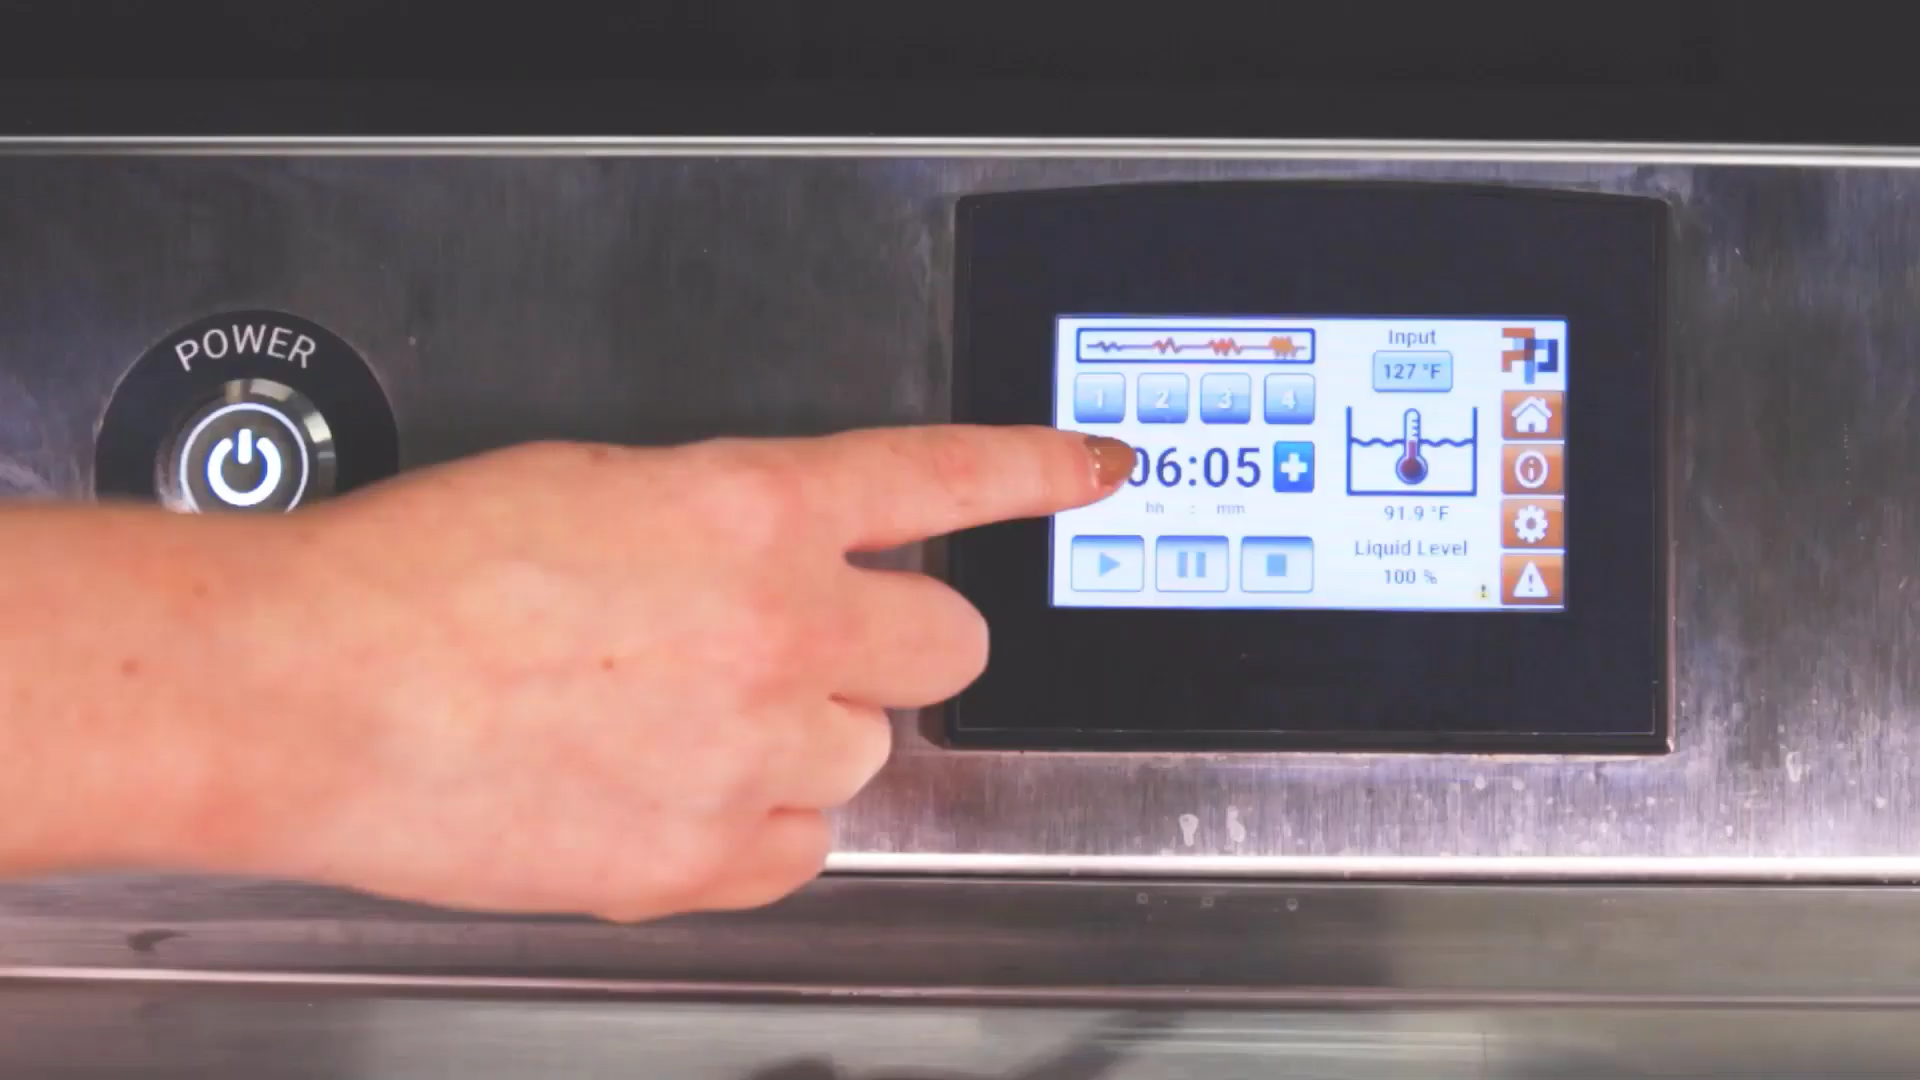 POWER
Input
127 °F
1 2 3 4
06:05
hh : mm
91.9 °F
Liquid Level
100 %